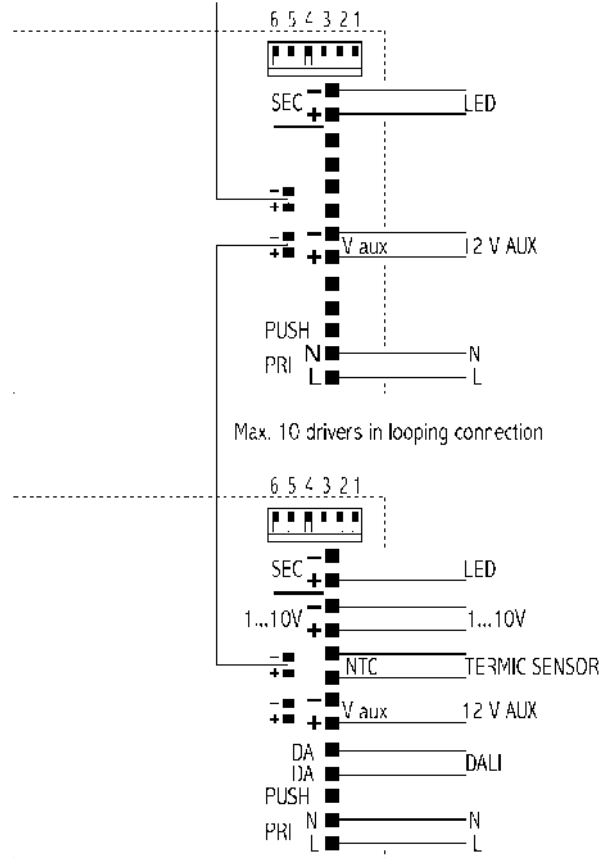 6 5 4 3 2 1
−
SEC
+
LED
−
+
−
+
−
+
V aux
12 V AUX
PUSH
N
PRI
L
N
L
Max. 10 drivers in looping connection
6 5 4 3 2 1
−
SEC
+
LED
−
1...10V
+
1...10V
−
+
NTC
TERMIC SENSOR
−
+
−
+
V aux
12 V AUX
DA
DA
DALI
PUSH
N
PRI
L
N
L